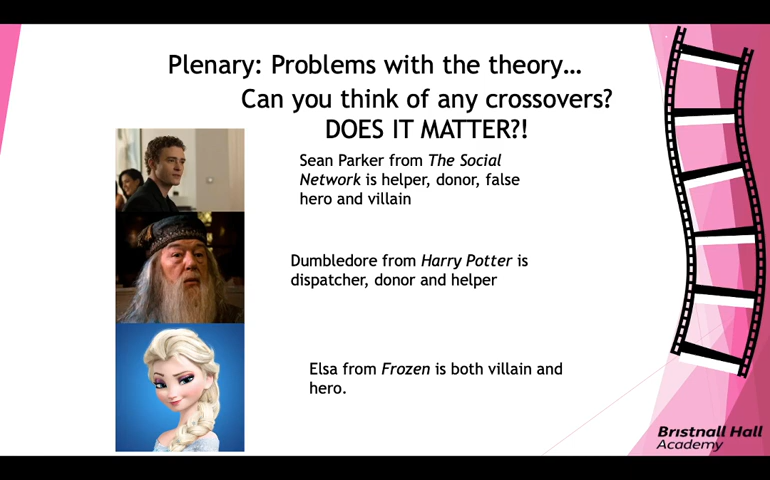 Plenary: Problems with the theory…
Can you think of any crossovers?
DOES IT MATTER?!
Sean Parker from The Social
Network is helper, donor, false
hero and villain
Dumbledore from Harry Potter is
dispatcher, donor and helper
Elsa from Frozen is both villain and
hero.
Bristnall Hall
Academy